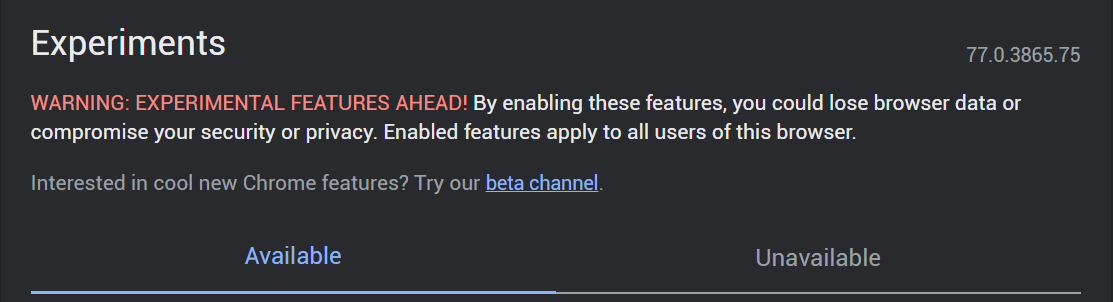 Experiments
77.0.3865.75
WARNING: EXPERIMENTAL FEATURES AHEAD! By enabling these features, you could lose browser data or
compromise your security or privacy. Enabled features apply to all users of this browser.
Interested in cool new Chrome features? Try our beta channel.
Available
Unavailable